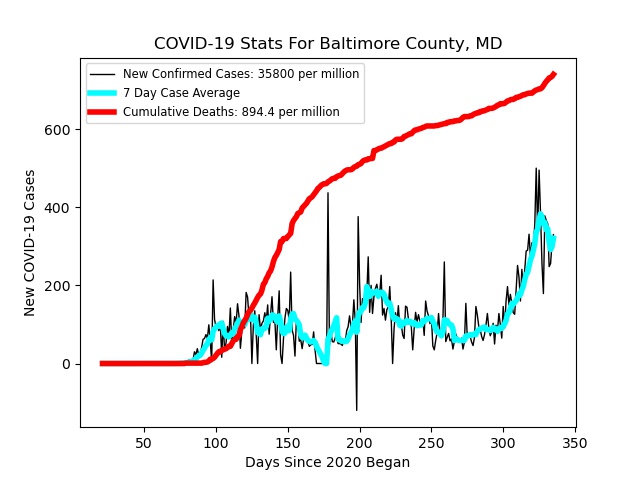 COVID-19 Stats For Baltimore County, MD
New Confirmed Cases: 35800 per million
7 Day Case Average
Cumulative Deaths: 894.4 per million
New COVID-19 Cases
600
400
200
0
50 100 150 200 250 300 350
Days Since 2020 Began